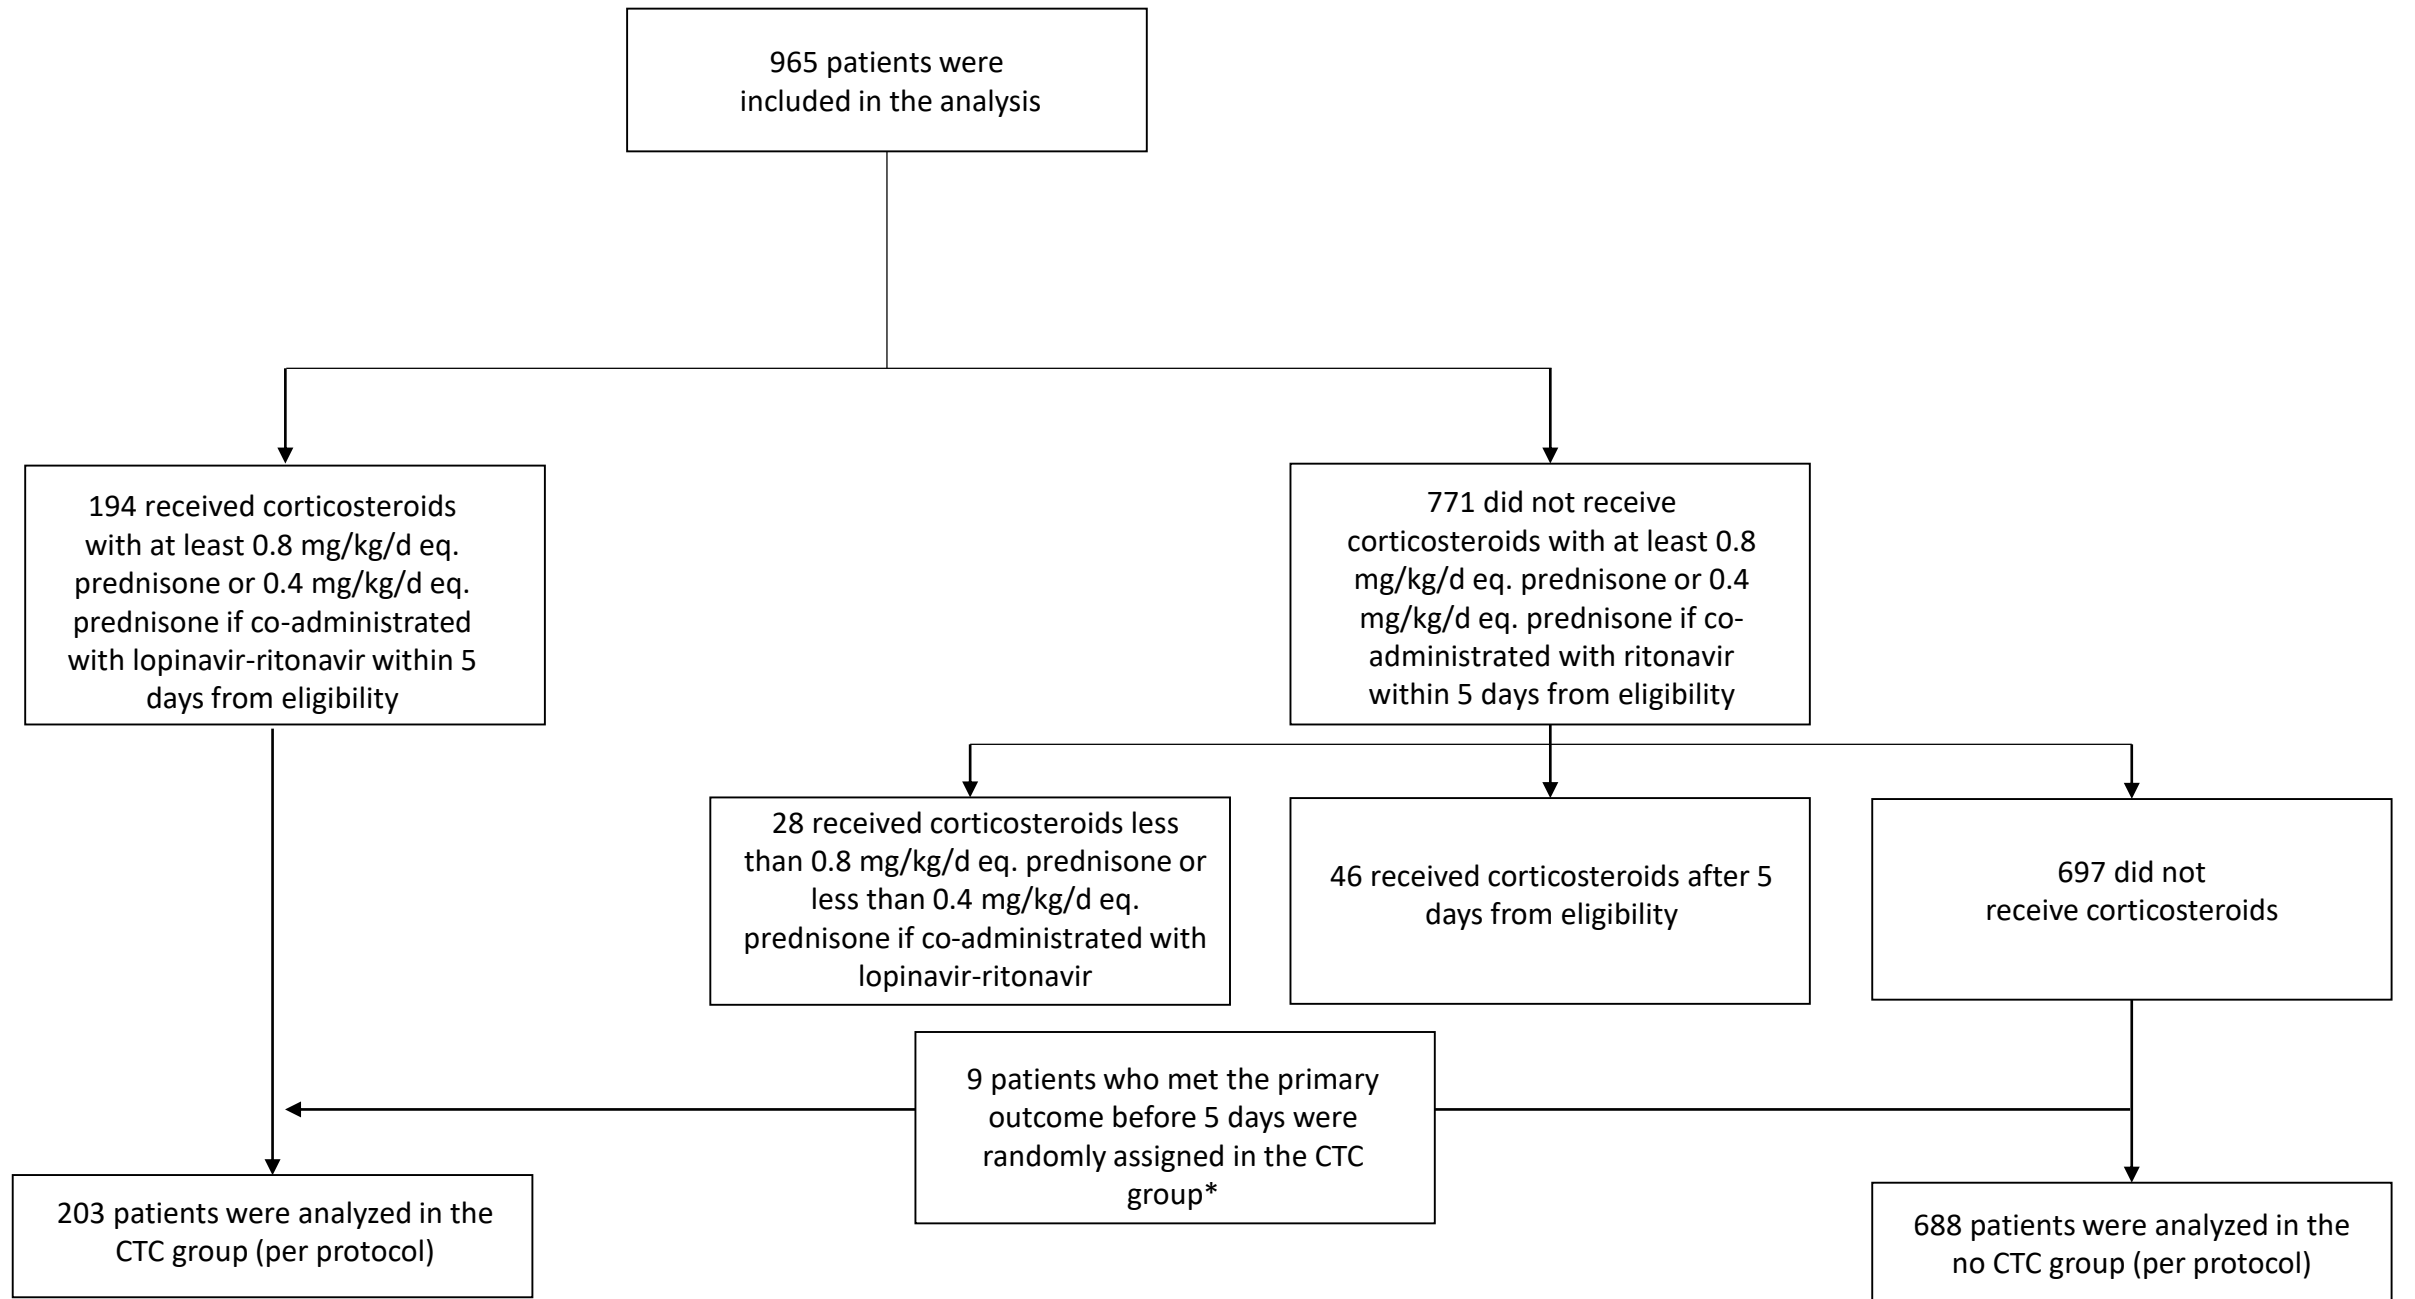 965 patients were
included in the analysis
194 received corticosteroids
with at least 0.8 mg/kg/d eq.
prednisone or 0.4 mg/kg/d eq.
prednisone if co-administrated
with lopinavir-ritonavir within 5
days from eligibility
771 did not receive
corticosteroids with at least 0.8
mg/kg/d eq. prednisone or 0.4
mg/kg/d eq. prednisone if co-
administrated with ritonavir
within 5 days from eligibility
28 received corticosteroids less
than 0.8 mg/kg/d eq. prednisone or
less than 0.4 mg/kg/d eq.
prednisone if co-administrated with
lopinavir-ritonavir
46 received corticosteroids after 5
days from eligibility
697 did not
receive corticosteroids
9 patients who met the primary
outcome before 5 days were
randomly assigned in the CTC
group*
203 patients were analyzed in the
CTC group (per protocol)
688 patients were analyzed in the
no CTC group (per protocol)